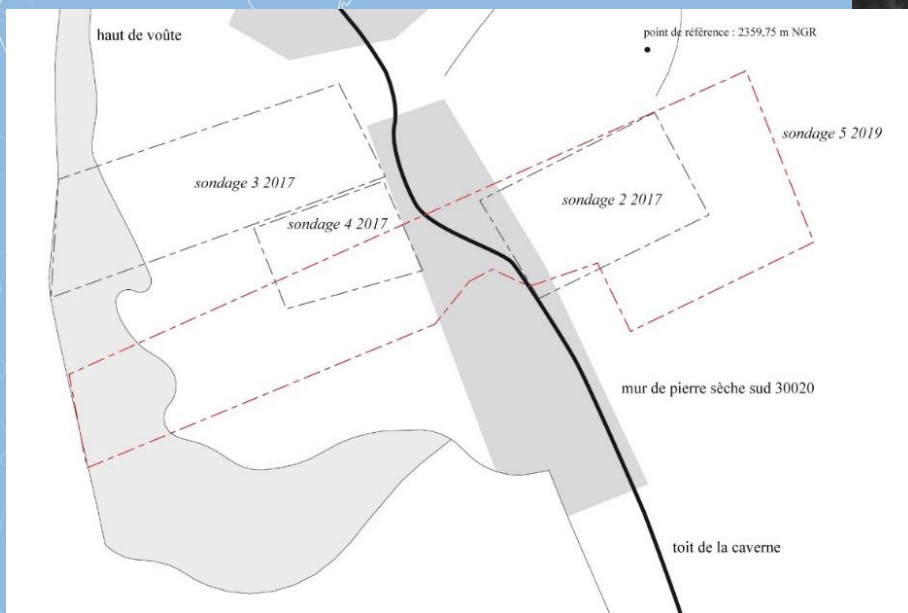 haut de voûte
point de référence : 2359,75 m NGR
sondage 5 2019
sondage 3 2017
sondage 2 2017
sondage 4 2017
mur de pierre sèche sud 30020
toit de la caverne